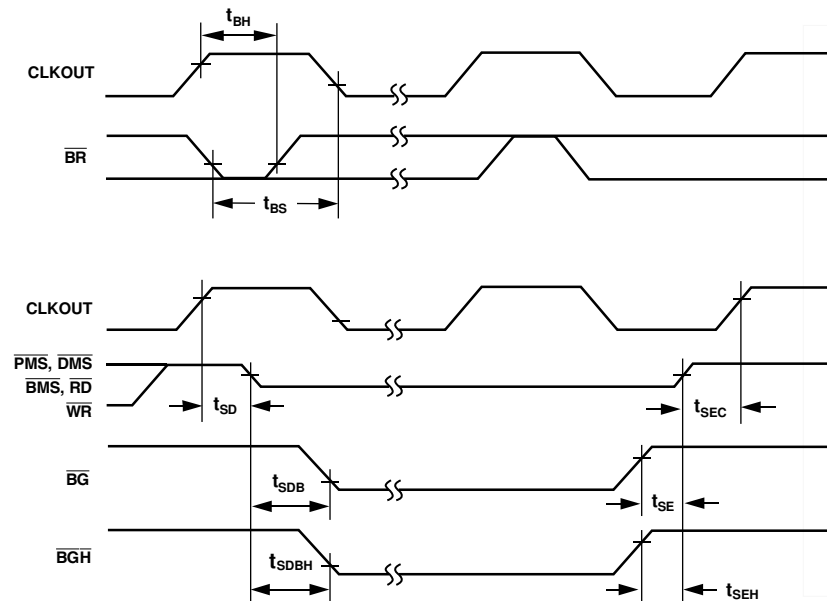 tBH
CLKOUT
BR
tBS
CLKOUT
PMS, DMS
BMS, RD
WR
tSD
tSEC
BG
tSDB
tSE
BGH
tSDBH
tSEH